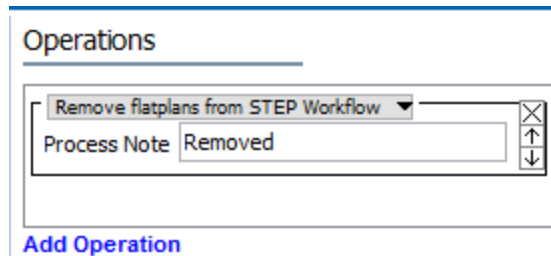 Operations
Remove flatplans from STEP Workflow
Process Note Removed
Add Operation